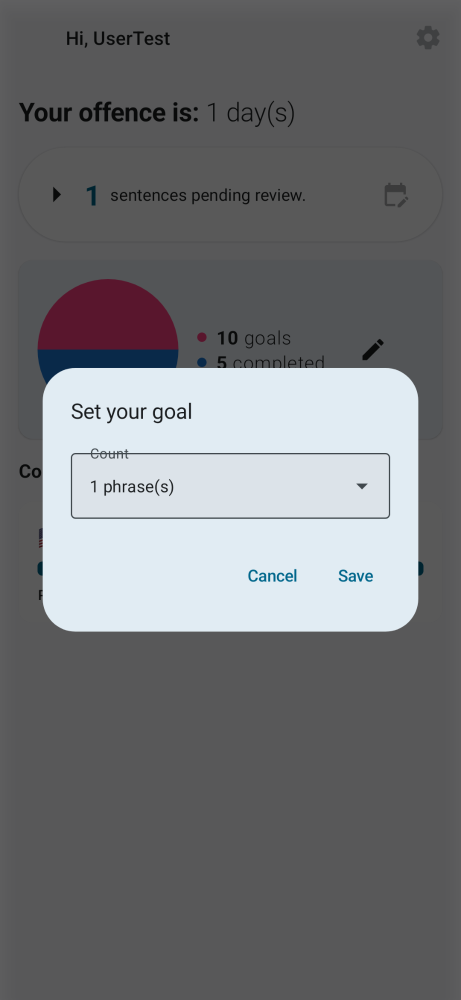 Hi, UserTest
Your offence is: 1 day(s)
1 sentences pending review.
10 goals
5 completed
Set your goal
Count
1 phrase(s)
Cancel
Save